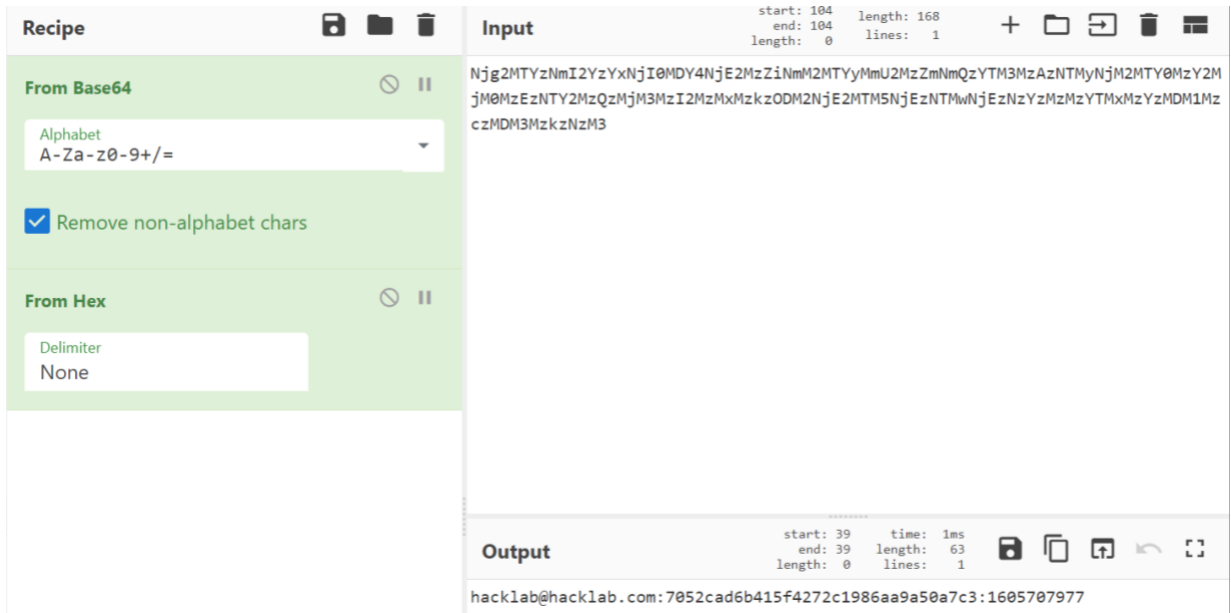 Recipe
From Base64
Alphabet
A-Za-z0-9+/=
Remove non-alphabet chars
From Hex
Delimiter
None
Input
start: 104
end: 104
length: 0
length: 168
lines: 1
Njg2MTYzNmI2YzYxNjI0MDY4NjE2MzZiNmM2MTYyMmU2MzZmNmQzYTM3MzAzNTMyNjM2MTY0MzY2M
jM0MzEzNTY2MzQzMjM3MzI2MzMxMzkzODM2NjE2MTM5NjEzNTMwNjEzNzYzMzMzYTMxMzYzMDM1Mz
czMDM3MzkzNzM3
Output
start: 39
end: 39
length: 0
time: 1ms
length: 63
lines: 1
hacklab@hacklab.com:7052cad6b415f4272c1986aa9a50a7c3:1605707977